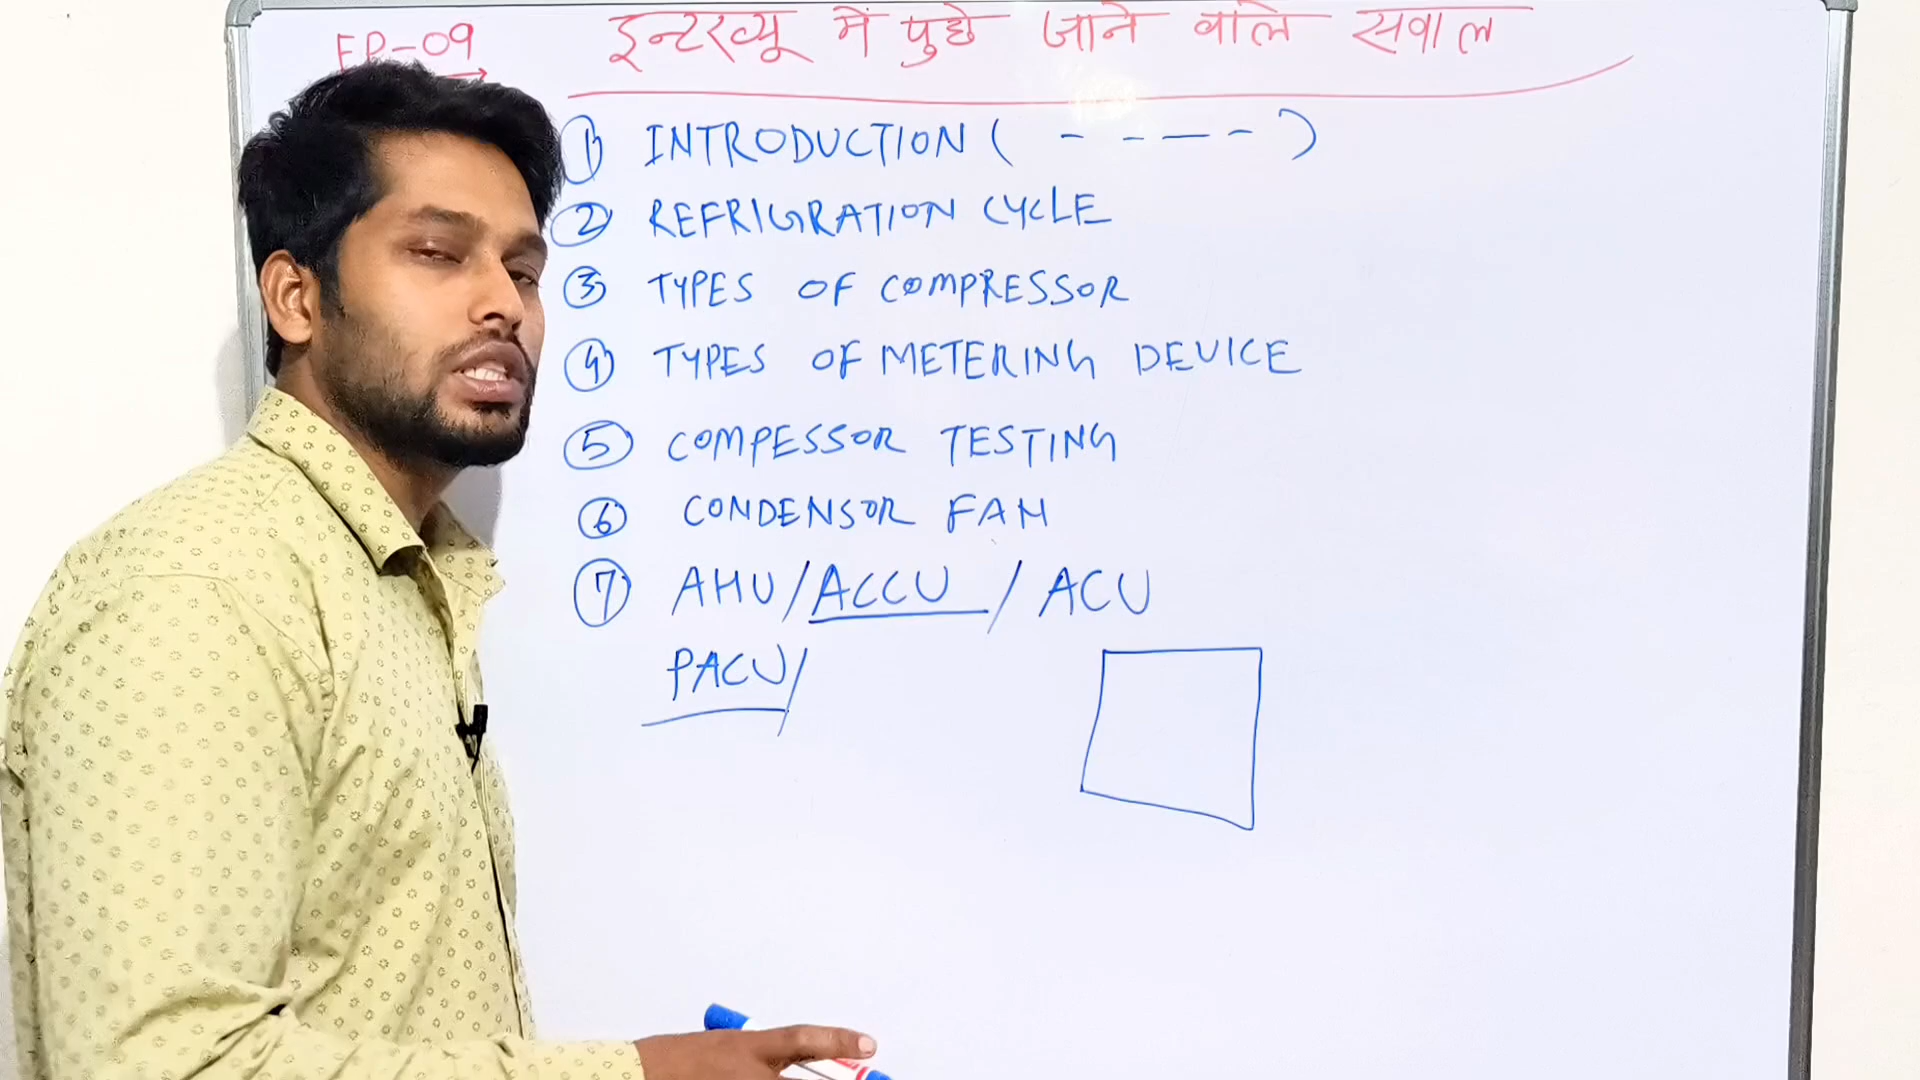 EP-09 इन्टरव्यू में पुछे जाने वाले सवाल
① INTRODUCTION ( - - — - )
② REFRIGRATION CYCLE
③ TYPES OF COMPRESSOR
④ TYPES OF METERING DEVICE
⑤ COMPESSOR TESTING
⑥ CONDENSOR FAN
⑦ AHU/ACCU / ACU
PACU/